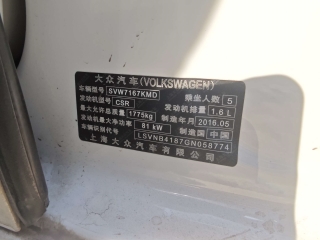 大众汽车(VOLKSWAGEN)
车辆型号 SVW7167KMD 乘坐人数 5
发动机型号 CSR 发动机排量 1.6 L
最大允许总质量 1775kg 制造年月 2016.05
发动机最大净功率 81 kW 制造国 中国
车辆识别代号 LSVNB4187GN058774
上海大众汽车有限公司